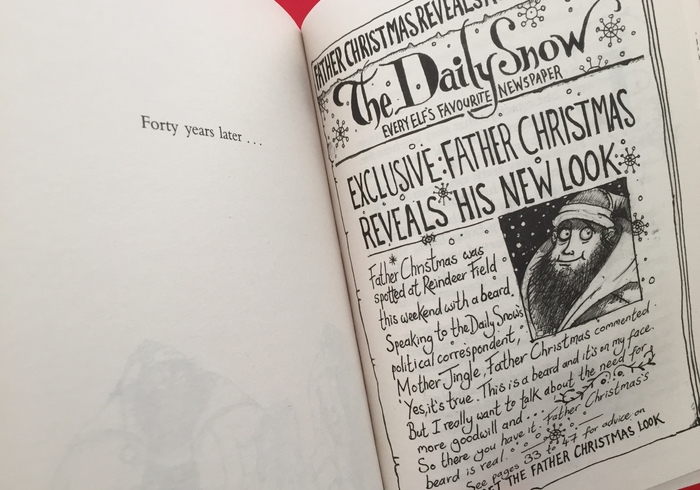 Forty years later ...
FATHER CHRISTMAS REVEALS
The Daily Snow
EVERY ELF'S FAVOURITE NEWSPAPER
EXCLUSIVE: FATHER CHRISTMAS
REVEALS HIS NEW LOOK
Father Christmas was
spotted at Reindeer Field
this weekend with a beard.
Speaking to the Daily Snow's
political correspondent,
Mother Jingle, Father Christmas commented
'Yes, it's true. This is a beard and it's on my face.
But I really want to talk about the need for
more goodwill and ...
So there you have it. Father Christmas's
beard is real.
See pages 33 to 47 for advice on
GET THE FATHER CHRISTMAS LOOK